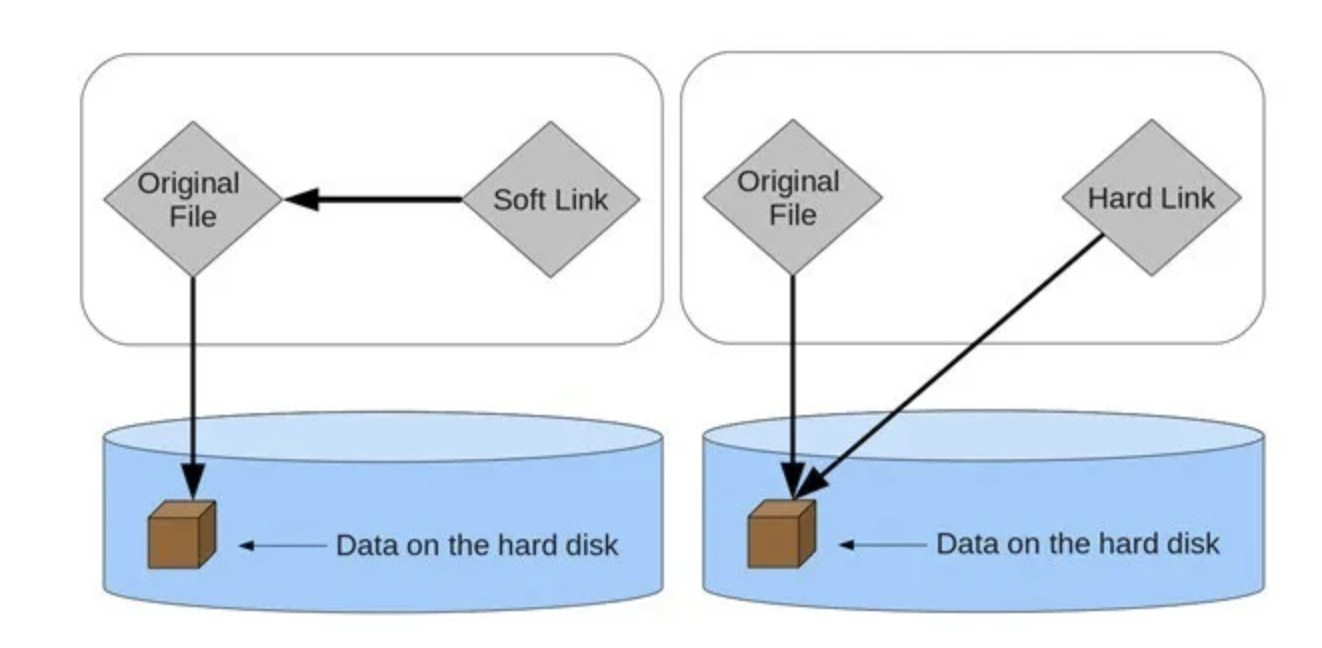 Original
File
Soft Link
Data on the hard disk
Original
File
Hard Link
Data on the hard disk